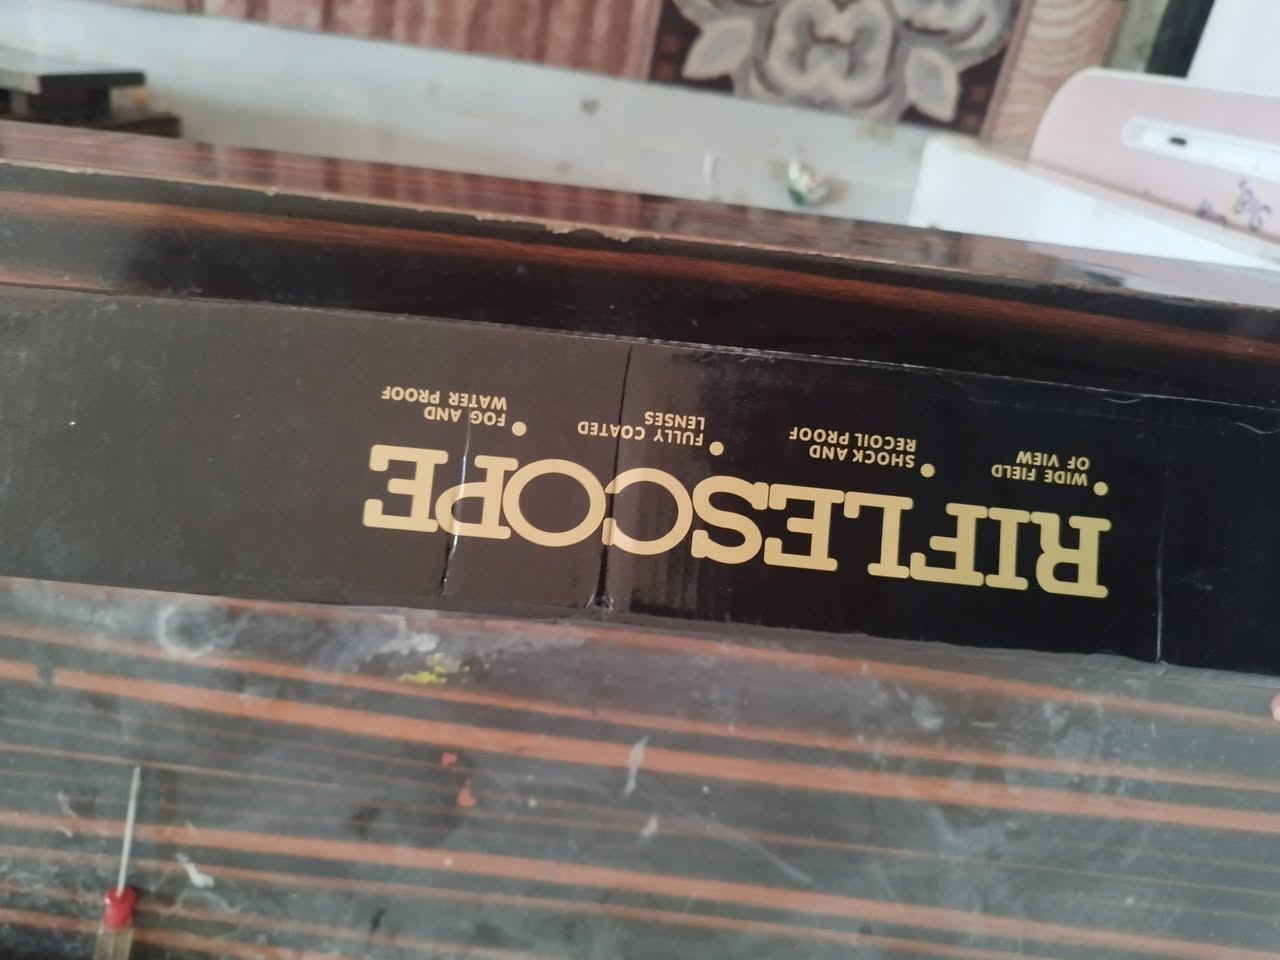 RIFLESCOPE
• WIDE FIELD
OF VIEW
• SHOCK AND
RECOIL PROOF
• FULLY COATED
LENSES
• FOG AND
WATER PROOF